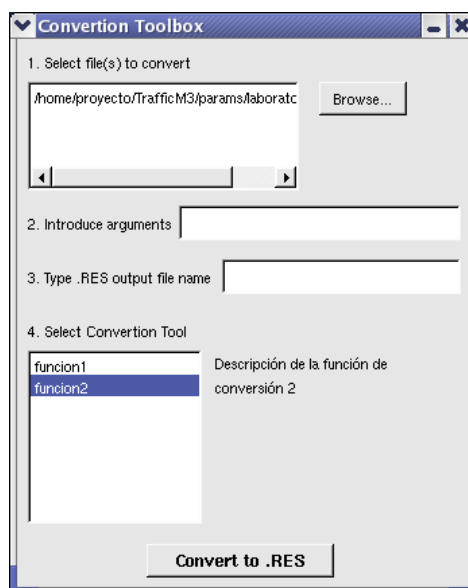 Convertion Toolbox
1. Select file(s) to convert
/home/proyecto/TrafficM3/params/laboratc
Browse...
2. Introduce arguments
3. Type .RES output file name
4. Select Convertion Tool
funcion1
funcion2
Descripción de la función de
conversión 2
Convert to .RES